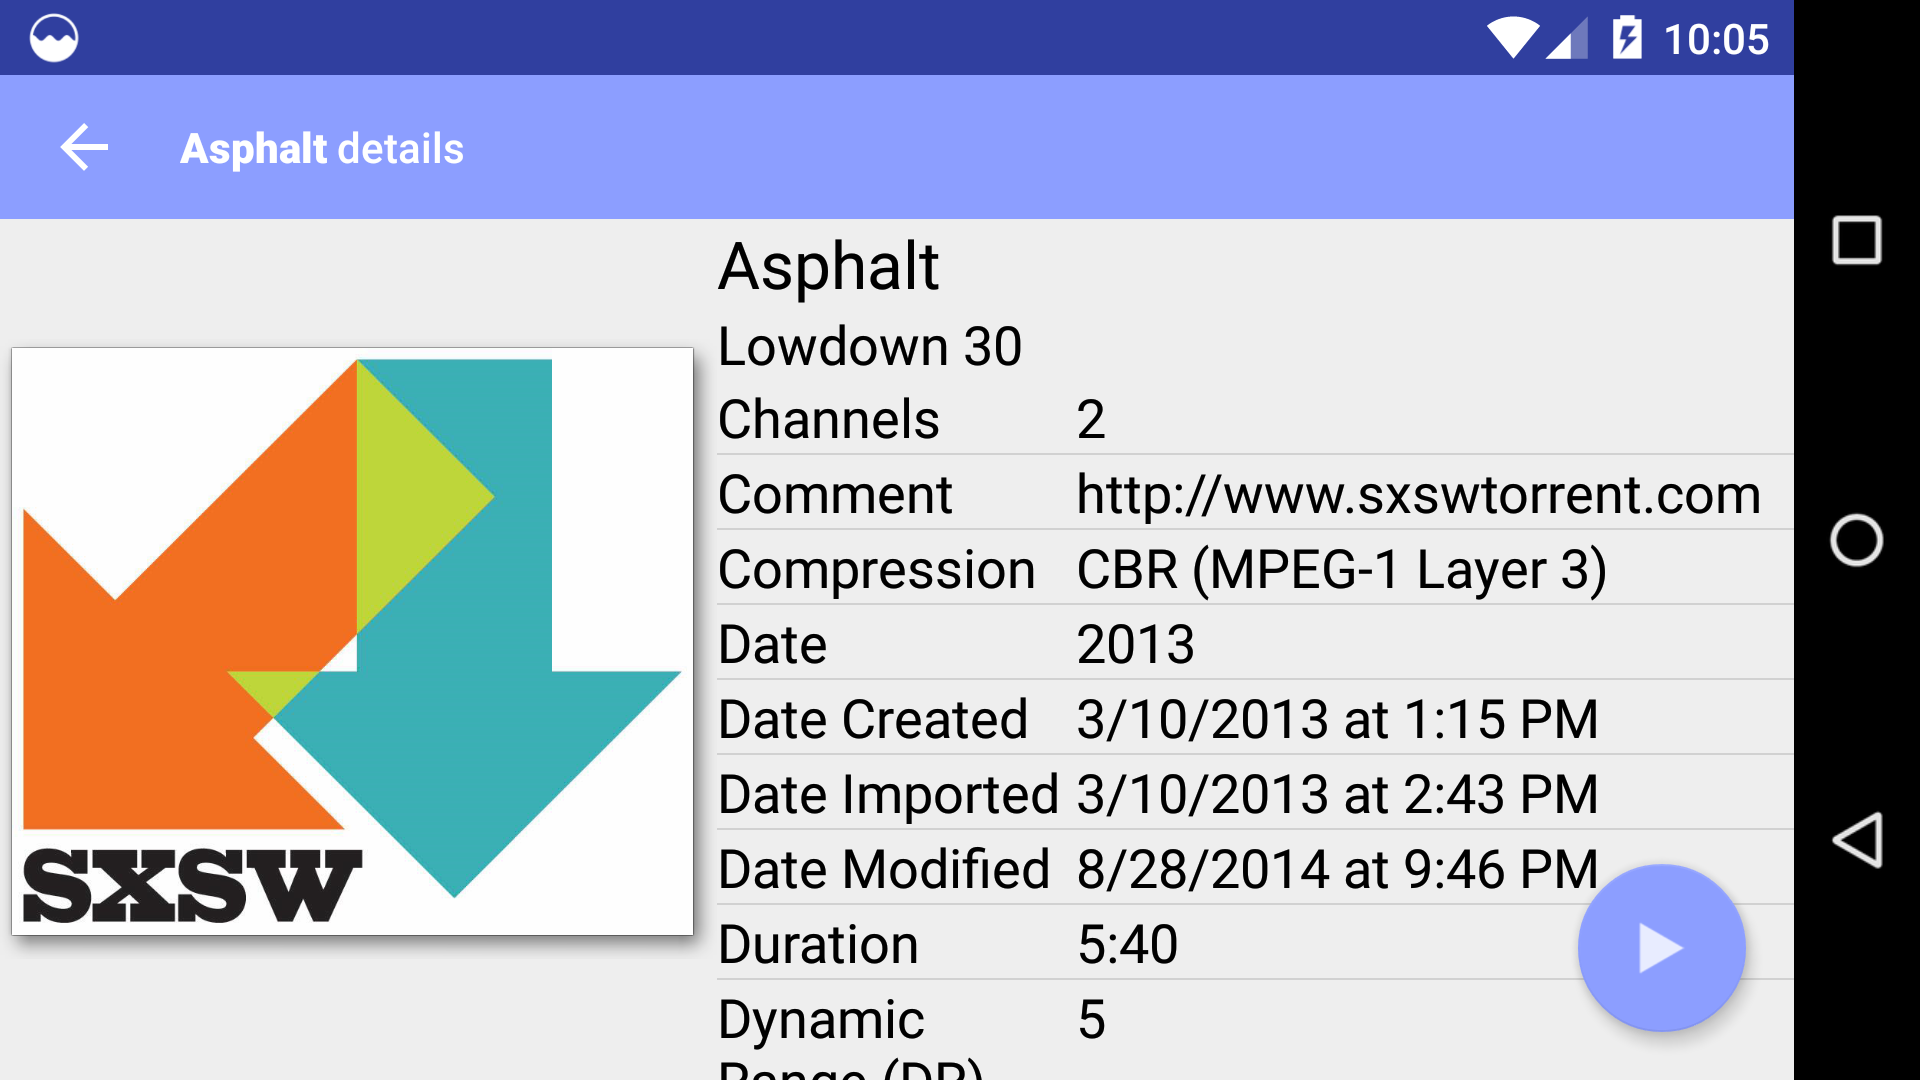 10:05
Asphalt details
Asphalt
Lowdown 30
Channels 2
Comment http://www.sxswtorrent.com
Compression CBR (MPEG-1 Layer 3)
Date 2013
Date Created 3/10/2013 at 1:15 PM
Date Imported 3/10/2013 at 2:43 PM
Date Modified 8/28/2014 at 9:46 PM
Duration 5:40
Dynamic 5
Range (DR)
SXSW